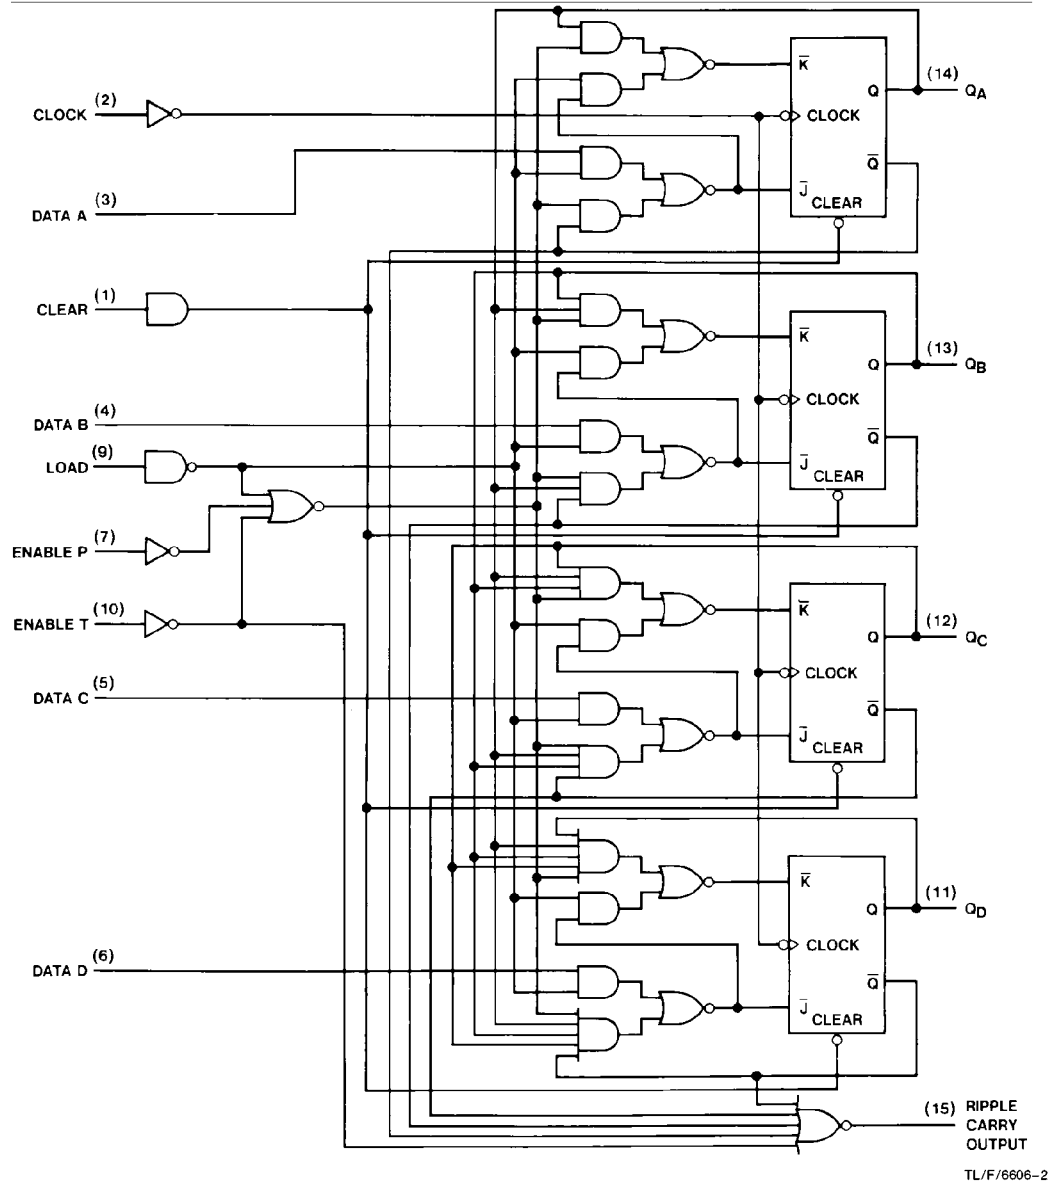 CLOCK (2)
DATA A (3)
CLEAR (1)
DATA B (4)
LOAD (9)
ENABLE P (7)
ENABLE T (10)
DATA C (5)
DATA D (6)
K̅
Q (14) QA
CLOCK
Q̅
J̅
CLEAR
K̅
Q (13) QB
CLOCK
Q̅
J̅
CLEAR
K̅
Q (12) QC
CLOCK
Q̅
J̅
CLEAR
K̅
Q (11) QD
CLOCK
Q̅
J̅
CLEAR
(15) RIPPLE
CARRY
OUTPUT
TL/F/6606–2